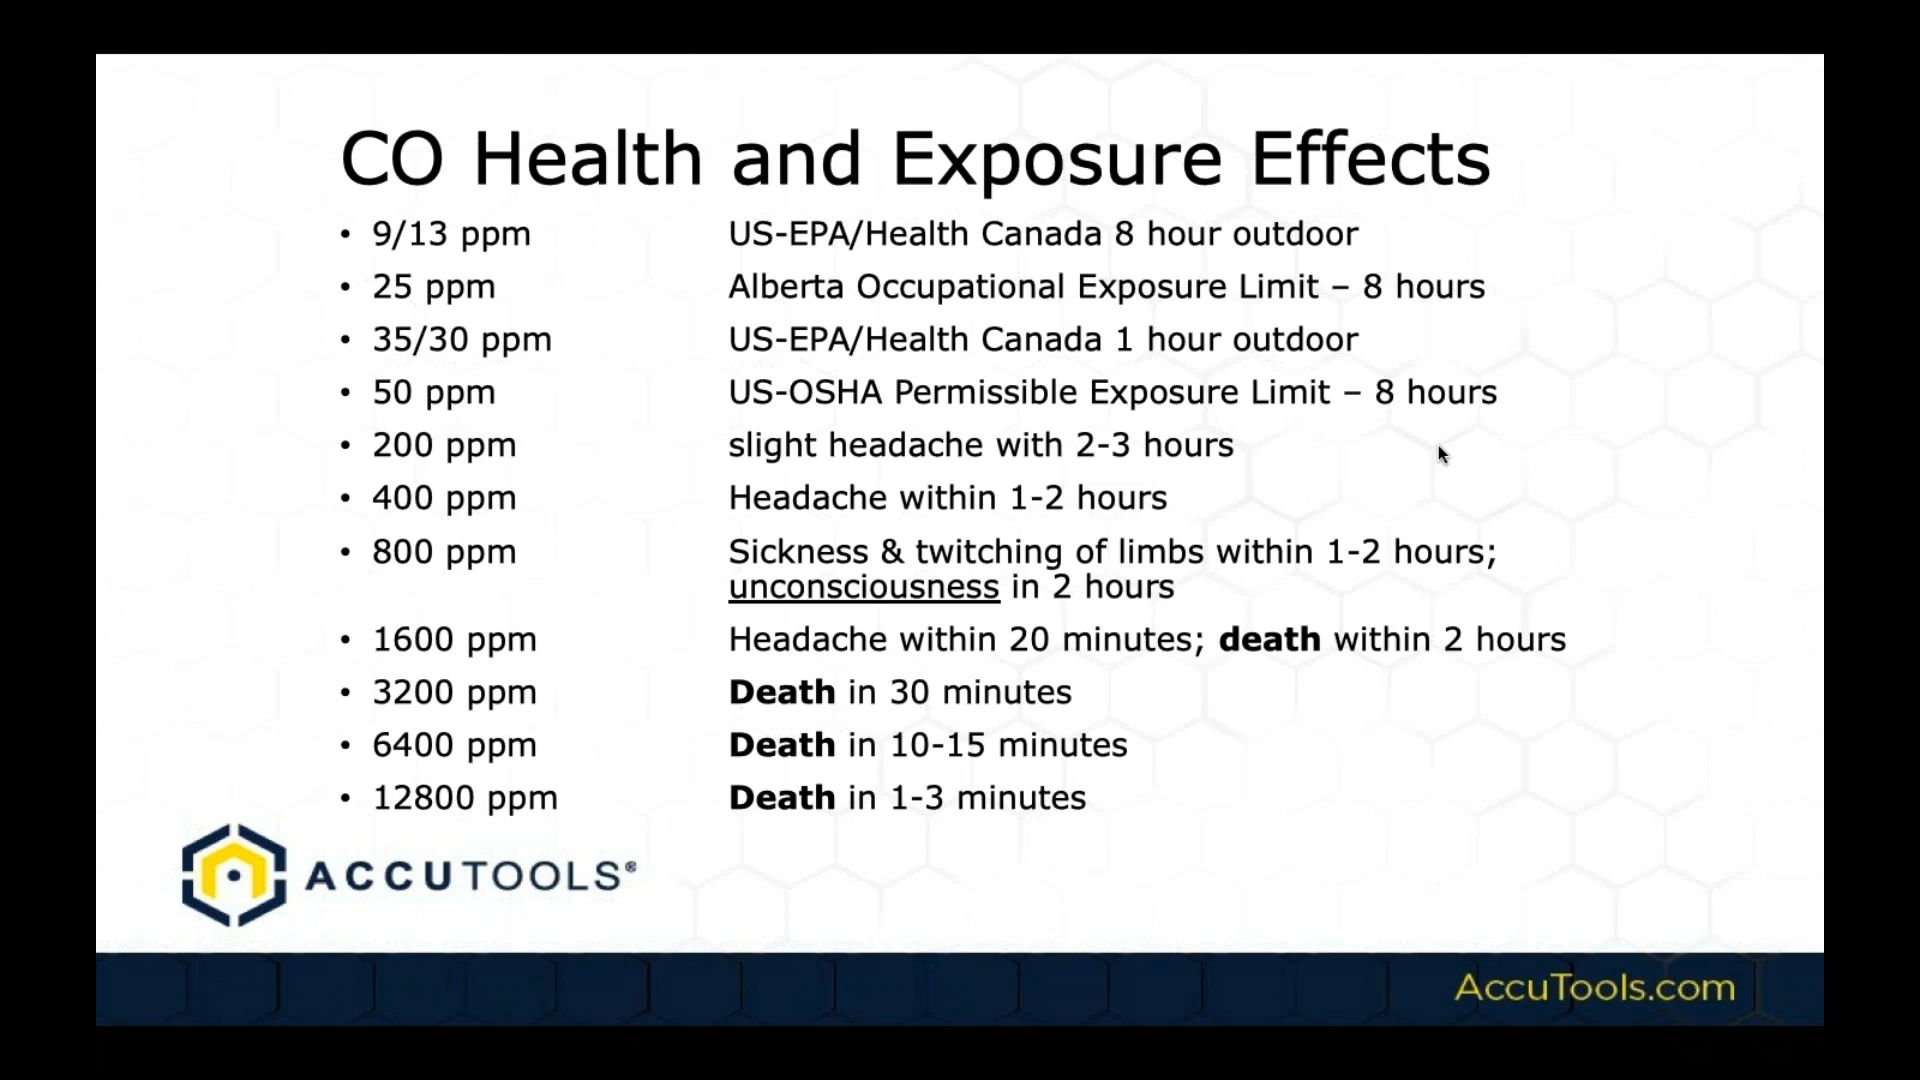 CO Health and Exposure Effects
• 9/13 ppm US-EPA/Health Canada 8 hour outdoor
• 25 ppm Alberta Occupational Exposure Limit – 8 hours
• 35/30 ppm US-EPA/Health Canada 1 hour outdoor
• 50 ppm US-OSHA Permissible Exposure Limit – 8 hours
• 200 ppm slight headache with 2-3 hours
• 400 ppm Headache within 1-2 hours
• 800 ppm Sickness & twitching of limbs within 1-2 hours;
unconsciousness in 2 hours
• 1600 ppm Headache within 20 minutes; death within 2 hours
• 3200 ppm Death in 30 minutes
• 6400 ppm Death in 10-15 minutes
• 12800 ppm Death in 1-3 minutes
ACCUTOOLS®
AccuTools.com